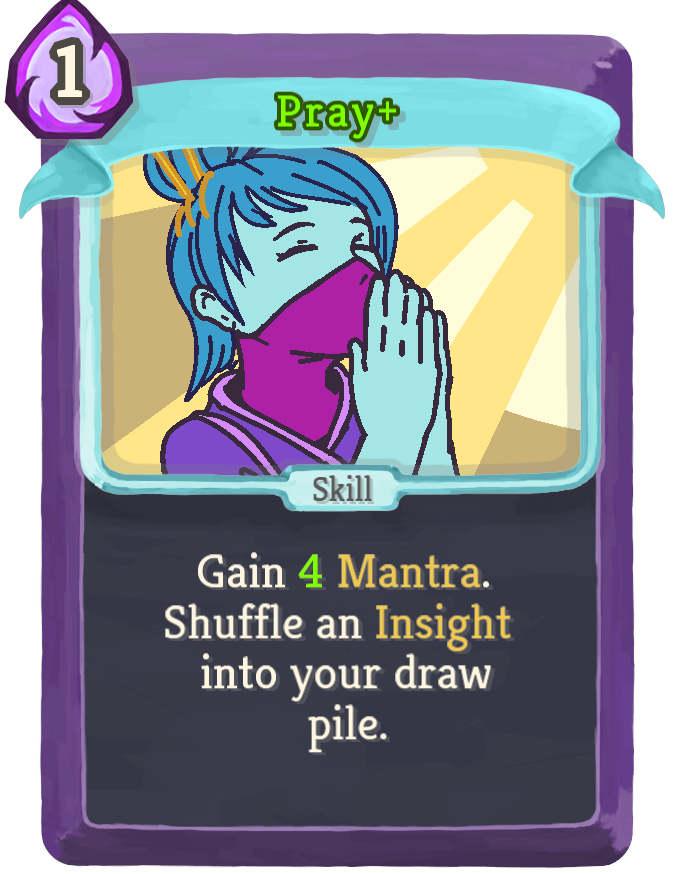 1
Pray+
Skill
Gain 4 Mantra.
Shuffle an Insight
into your draw
pile.